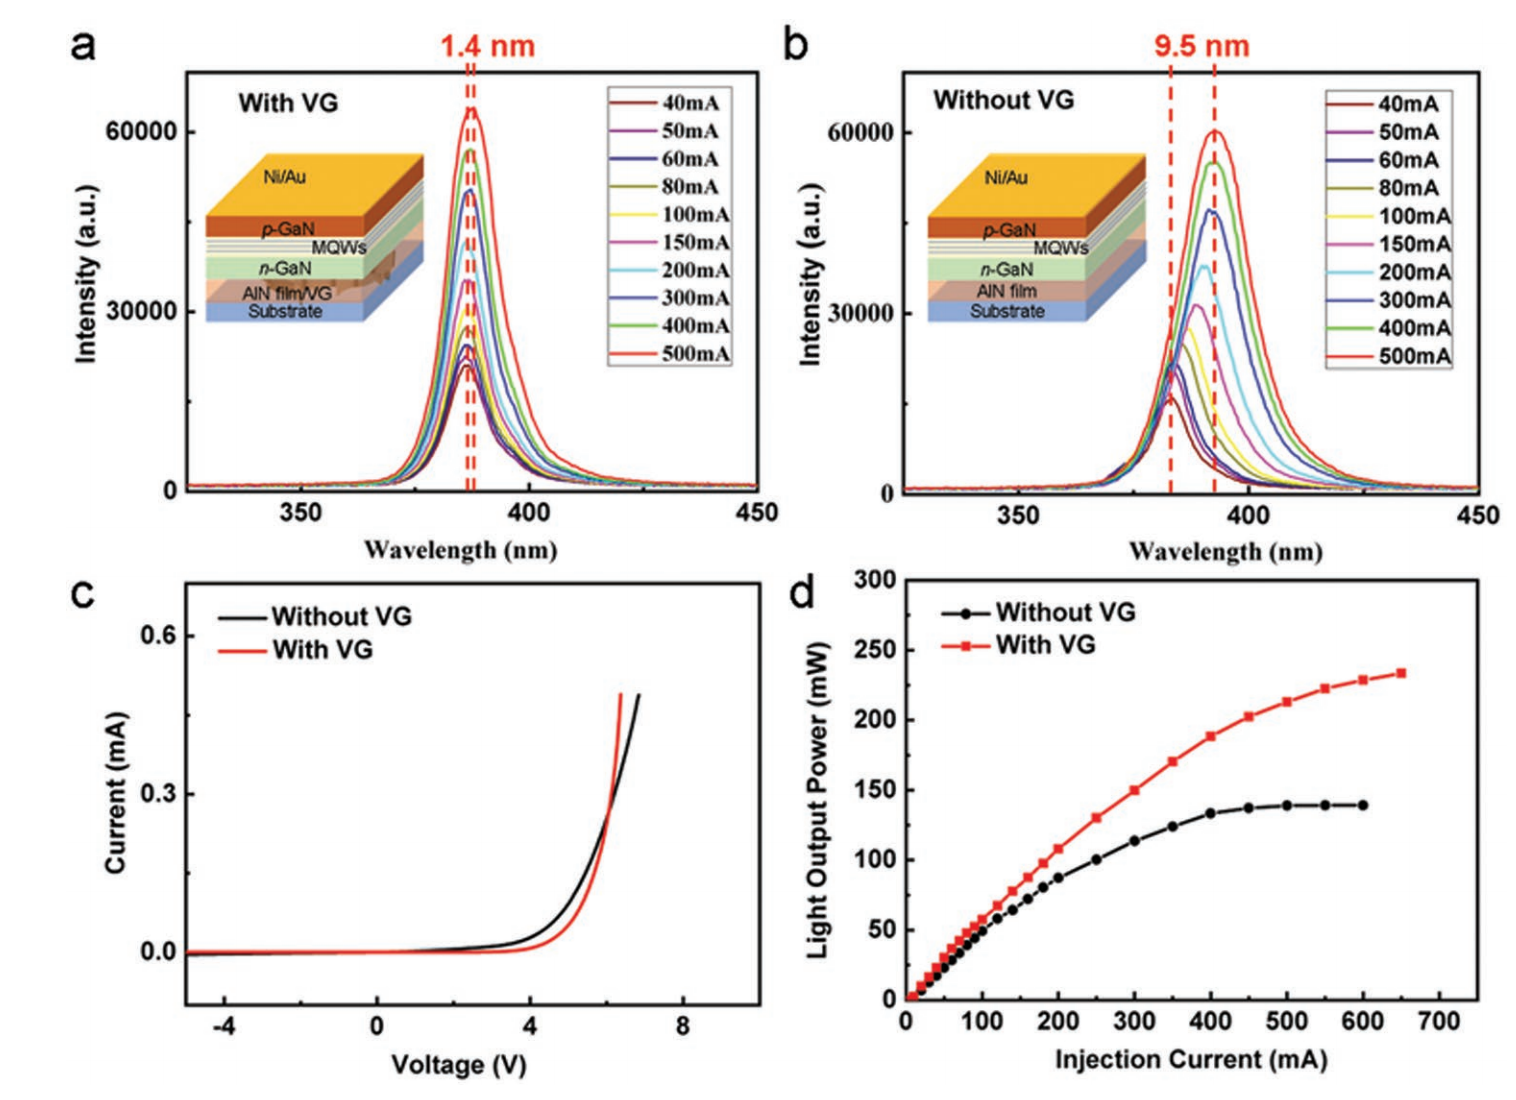 a
1.4 nm
With VG
40mA
50mA
60mA
80mA
100mA
150mA
200mA
300mA
400mA
500mA
Ni/Au
p-GaN
MQWs
n-GaN
AlN film/VG
Substrate
60000
30000
0
350
400
450
Intensity (a.u.)
Wavelength (nm)
b
9.5 nm
Without VG
40mA
50mA
60mA
80mA
100mA
150mA
200mA
300mA
400mA
500mA
Ni/Au
p-GaN
MQWs
n-GaN
AlN film
Substrate
60000
30000
0
350
400
450
Intensity (a.u.)
Wavelength (nm)
c
Without VG
With VG
0.6
0.3
0.0
-4
0
4
8
Current (mA)
Voltage (V)
d
Without VG
With VG
300
250
200
150
100
50
0
0
100
200
300
400
500
600
700
Light Output Power (mW)
Injection Current (mA)